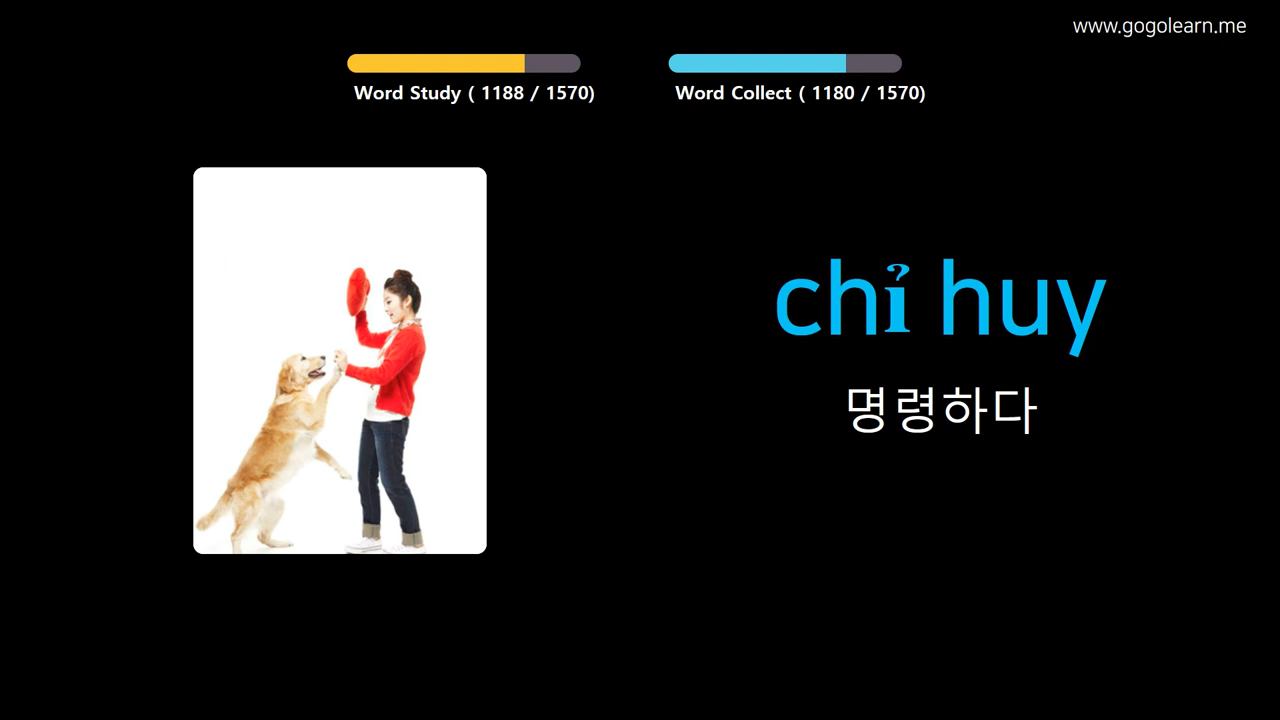 www.gogolearn.me
Word Study ( 1188 / 1570)
Word Collect ( 1180 / 1570)
chỉ huy
명령하다